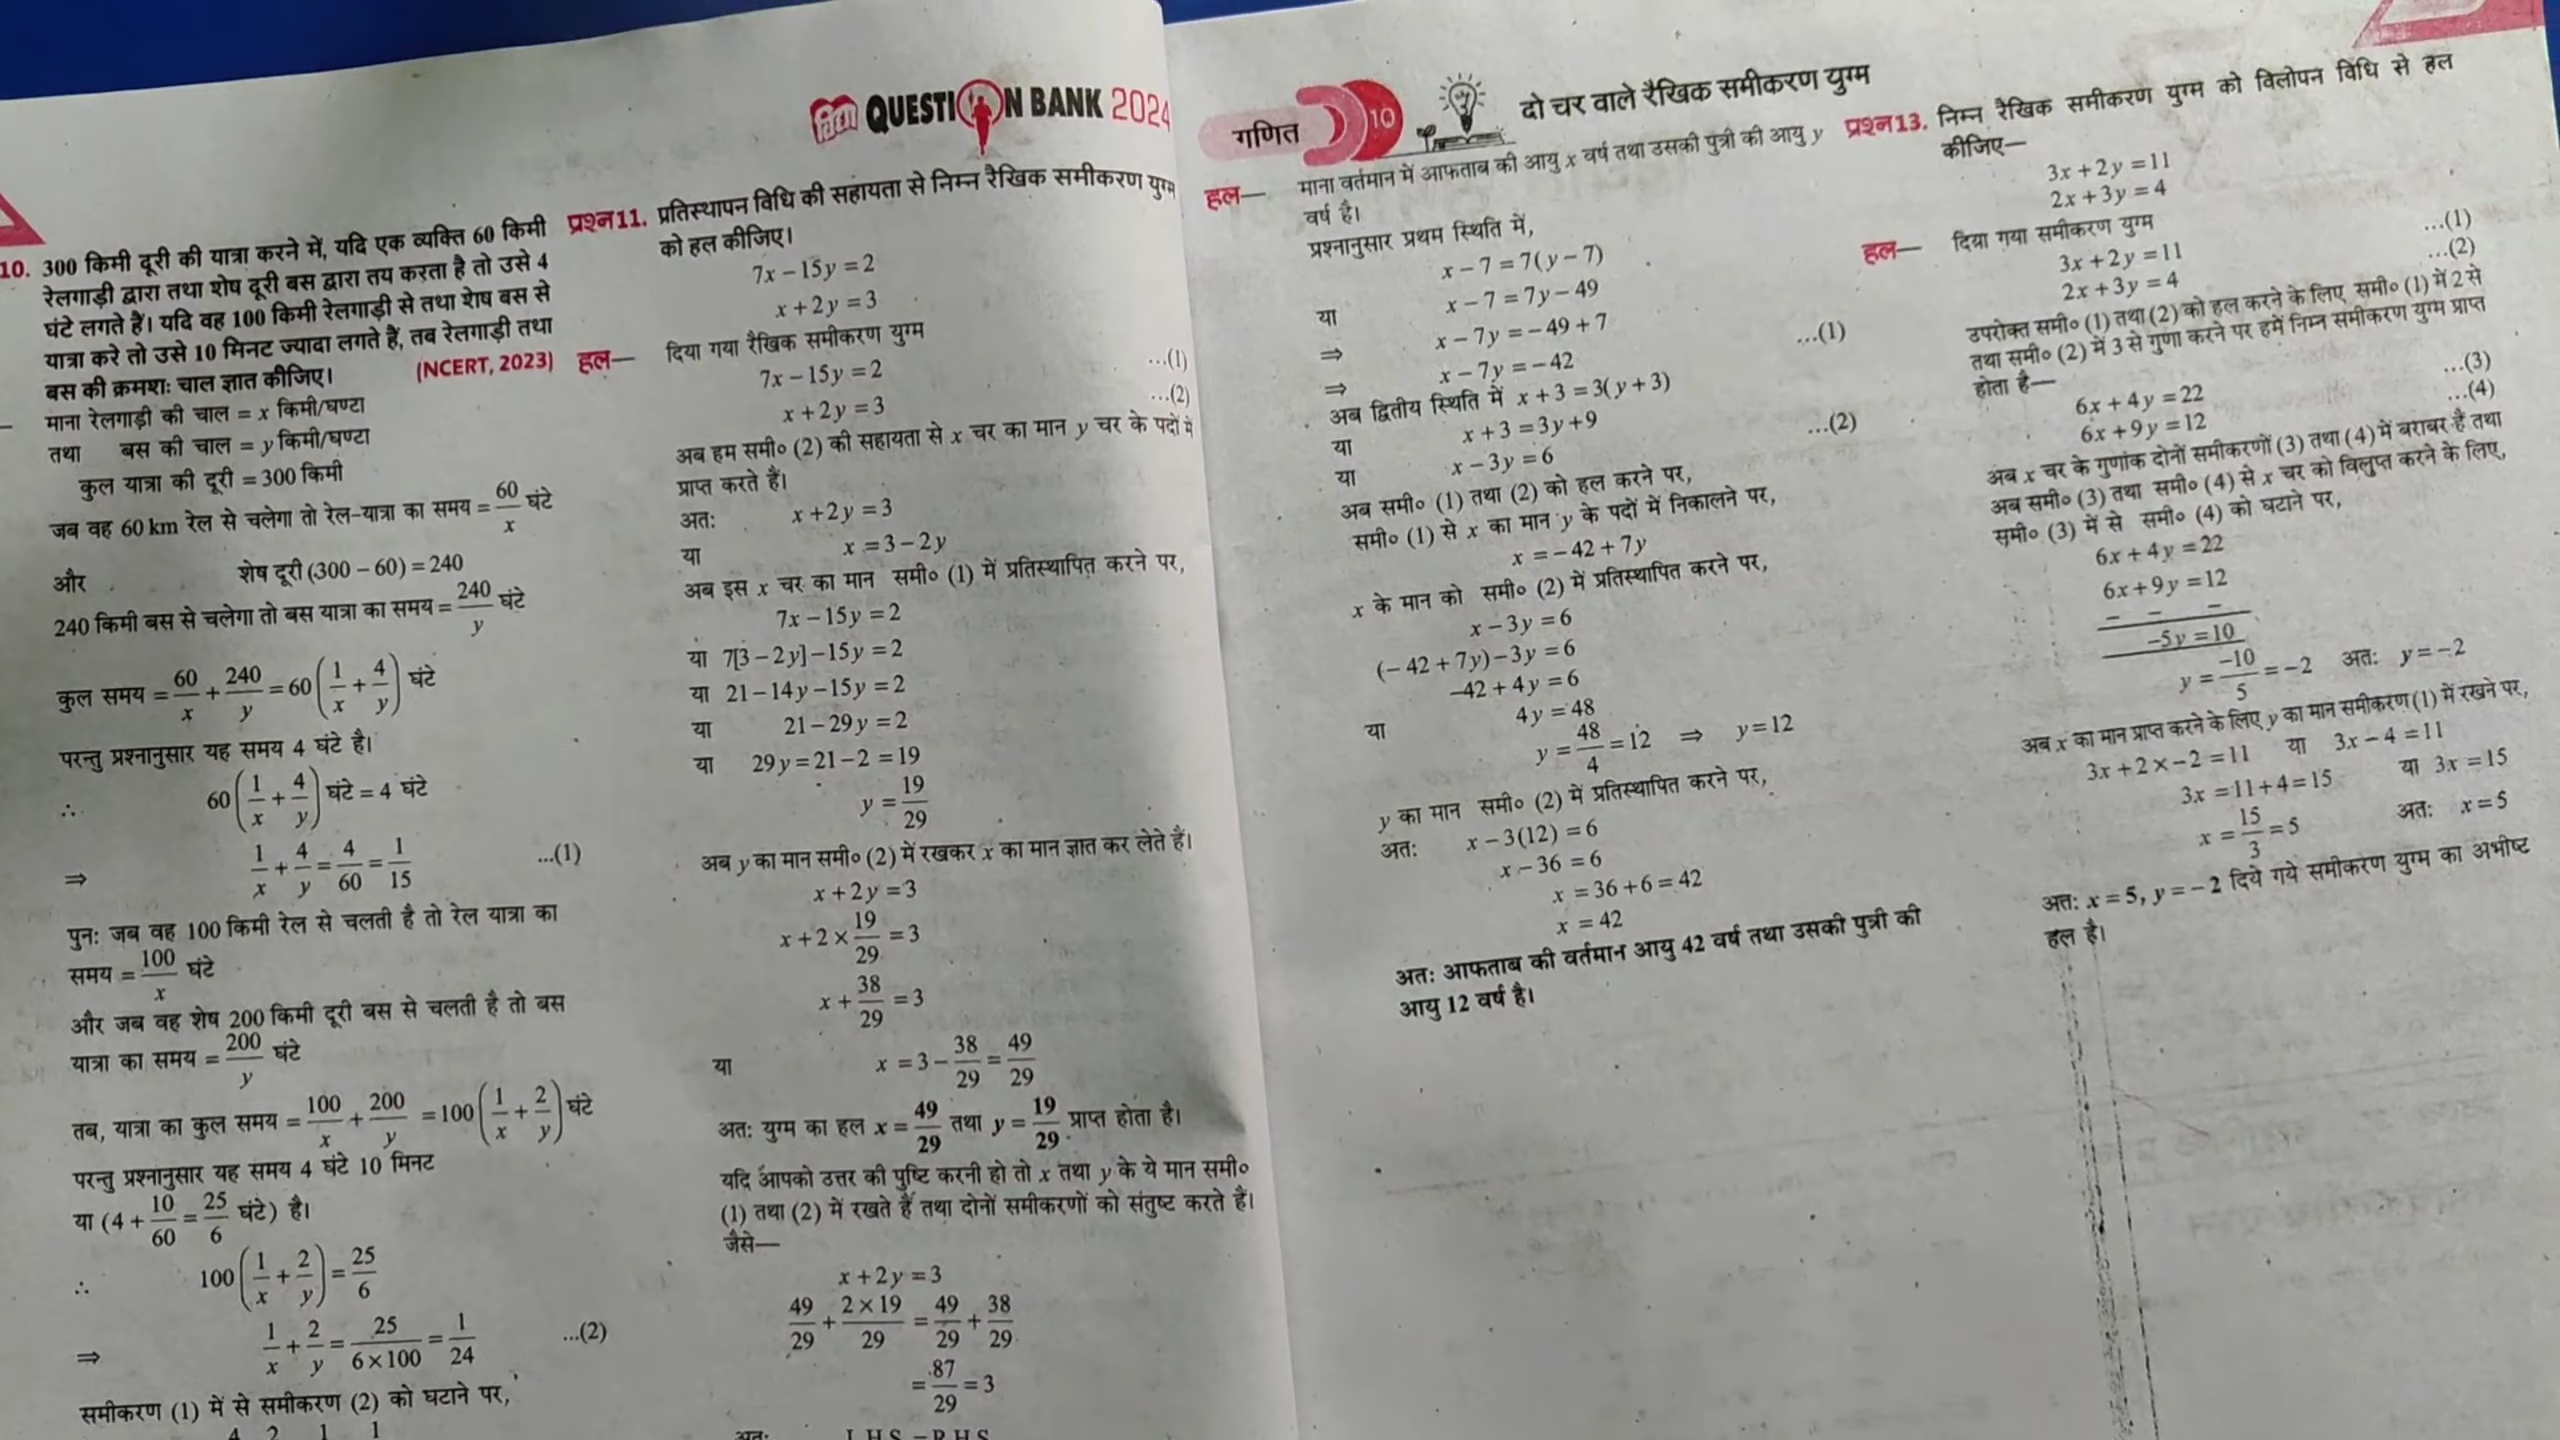 विद्या QUESTION BANK 2024
10. 300 किमी दूरी की यात्रा करने में, यदि एक व्यक्ति 60 किमी
रेलगाड़ी द्वारा तथा शेष दूरी बस द्वारा तय करता है तो उसे 4
घंटे लगते हैं। यदि वह 100 किमी रेलगाड़ी से तथा शेष बस से
यात्रा करे तो उसे 10 मिनट ज्यादा लगते हैं, तब रेलगाड़ी तथा
बस की क्रमशः चाल ज्ञात कीजिए। (NCERT, 2023)
माना रेलगाड़ी की चाल = x किमी/घण्टा
तथा बस की चाल = y किमी/घण्टा
कुल यात्रा की दूरी = 300 किमी
जब वह 60 km रेल से चलेगा तो रेल-यात्रा का समय = 60/x घंटे
और शेष दूरी (300 – 60) = 240
240 किमी बस से चलेगा तो बस यात्रा का समय = 240/y घंटे
कुल समय = 60/x + 240/y = 60(1/x + 4/y) घंटे
परन्तु प्रश्नानुसार यह समय 4 घंटे है।
∴ 60(1/x + 4/y) घंटे = 4 घंटे
⇒ 1/x + 4/y = 4/60 = 1/15 ...(1)
पुनः जब वह 100 किमी रेल से चलती है तो रेल यात्रा का
समय = 100/x घंटे
और जब वह शेष 200 किमी दूरी बस से चलती है तो बस
यात्रा का समय = 200/y घंटे
तब, यात्रा का कुल समय = 100/x + 200/y = 100(1/x + 2/y) घंटे
परन्तु प्रश्नानुसार यह समय 4 घंटे 10 मिनट
या (4 + 10/60 = 25/6 घंटे) है।
∴ 100(1/x + 2/y) = 25/6
⇒ 1/x + 2/y = 25/(6×100) = 1/24 ...(2)
समीकरण (1) में से समीकरण (2) को घटाने पर,
प्रश्न 11. प्रतिस्थापन विधि की सहायता से निम्न रैखिक समीकरण युग्म
को हल कीजिए।
7x – 15y = 2
x + 2y = 3
हल— दिया गया रैखिक समीकरण युग्म
7x – 15y = 2 ...(1)
x + 2y = 3 ...(2)
अब हम समी० (2) की सहायता से x चर का मान y चर के पदों में
प्राप्त करते हैं।
अतः x + 2y = 3
या x = 3 – 2y
अब इस x चर का मान समी० (1) में प्रतिस्थापित करने पर,
7x – 15y = 2
या 7[3 – 2y] – 15y = 2
या 21 – 14y – 15y = 2
या 21 – 29y = 2
या 29y = 21 – 2 = 19
y = 19/29
अब y का मान समी० (2) में रखकर x का मान ज्ञात कर लेते हैं।
x + 2y = 3
x + 2 × 19/29 = 3
x + 38/29 = 3
या x = 3 – 38/29 = 49/29
अतः युग्म का हल x = 49/29 तथा y = 19/29 प्राप्त होता है।
यदि आपको उत्तर की पुष्टि करनी हो तो x तथा y के ये मान समी०
(1) तथा (2) में रखते हैं तथा दोनों समीकरणों को संतुष्ट करते हैं।
जैसे—
x + 2y = 3
49/29 + (2×19)/29 = 49/29 + 38/29
= 87/29 = 3
अतः L.H.S. = R.H.S.
गणित 10 दो चर वाले रैखिक समीकरण युग्म
हल— माना वर्तमान में आफताब की आयु x वर्ष तथा उसकी पुत्री की आयु y
वर्ष है।
प्रश्नानुसार प्रथम स्थिति में,
x – 7 = 7(y – 7)
या x – 7 = 7y – 49
⇒ x – 7y = – 49 + 7
⇒ x – 7y = – 42 ...(1)
अब द्वितीय स्थिति में x + 3 = 3(y + 3)
या x + 3 = 3y + 9
या x – 3y = 6 ...(2)
अब समी० (1) तथा (2) को हल करने पर,
समी० (1) से x का मान y के पदों में निकालने पर,
x = – 42 + 7y
x के मान को समी० (2) में प्रतिस्थापित करने पर,
x – 3y = 6
(– 42 + 7y) – 3y = 6
–42 + 4y = 6
या 4y = 48
y = 48/4 = 12 ⇒ y = 12
y का मान समी० (2) में प्रतिस्थापित करने पर,
अतः x – 3(12) = 6
x – 36 = 6
x = 36 + 6 = 42
x = 42
अतः आफताब की वर्तमान आयु 42 वर्ष तथा उसकी पुत्री की
आयु 12 वर्ष है।
प्रश्न 13. निम्न रैखिक समीकरण युग्म को विलोपन विधि से हल
कीजिए—
3x + 2y = 11
2x + 3y = 4
हल— दिया गया समीकरण युग्म
3x + 2y = 11 ...(1)
2x + 3y = 4 ...(2)
उपरोक्त समी० (1) तथा (2) को हल करने के लिए समी० (1) में 2 से
तथा समी० (2) में 3 से गुणा करने पर हमें निम्न समीकरण युग्म प्राप्त
होता है—
6x + 4y = 22 ...(3)
6x + 9y = 12 ...(4)
अब x चर के गुणांक दोनों समीकरणों (3) तथा (4) में बराबर हैं तथा
अब समी० (3) तथा समी० (4) से x चर को विलुप्त करने के लिए,
समी० (3) में से समी० (4) को घटाने पर,
6x + 4y = 22
6x + 9y = 12
– – –
–5y = 10
y = –10/5 = –2 अतः y = –2
अब x का मान प्राप्त करने के लिए y का मान समीकरण (1) में रखने पर,
3x + 2 × –2 = 11 या 3x – 4 = 11
3x = 11 + 4 = 15 या 3x = 15
x = 15/3 = 5 अतः x = 5
अतः x = 5, y = – 2 दिये गये समीकरण युग्म का अभीष्ट
हल है।